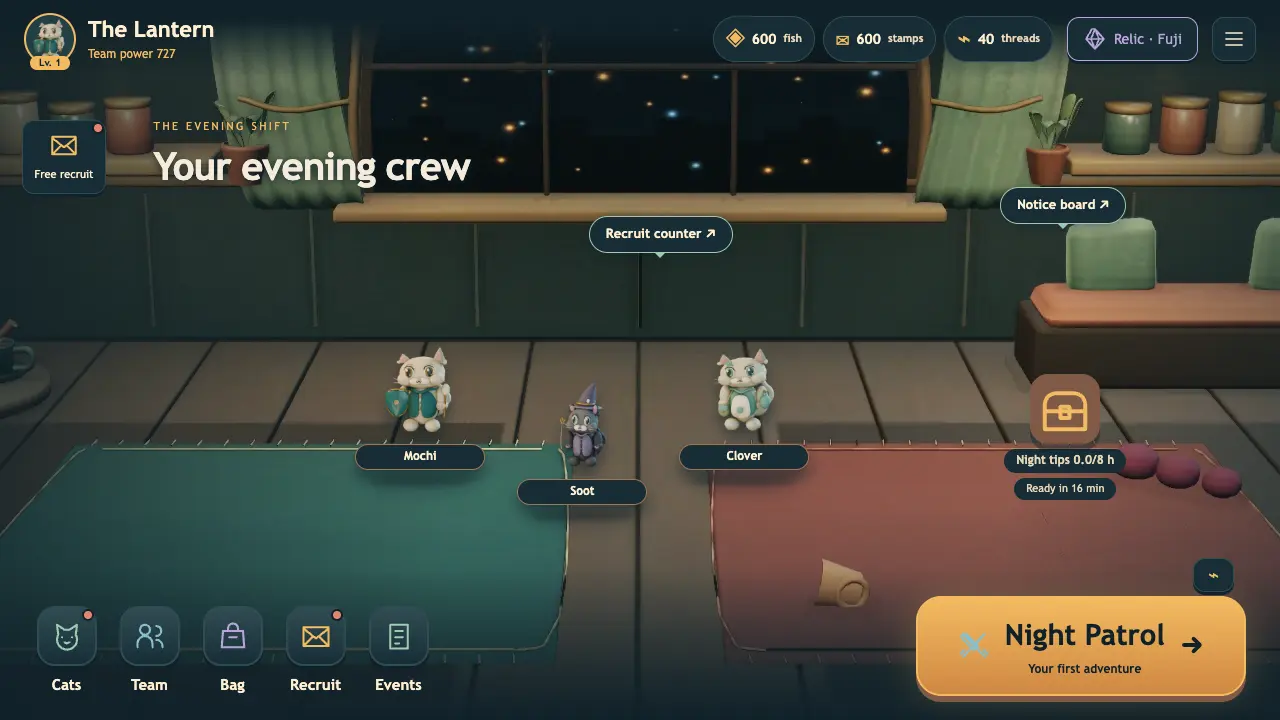 The Lantern
Team power 727
Lv. 1
600 fish
600 stamps
40 threads
Relic · Fuji
THE EVENING SHIFT
Your evening crew
Free recruit
Notice board ↗
Recruit counter ↗
Mochi
Soot
Clover
Night tips 0.0/8 h
Ready in 16 min
Night Patrol →
Your first adventure
Cats
Team
Bag
Recruit
Events